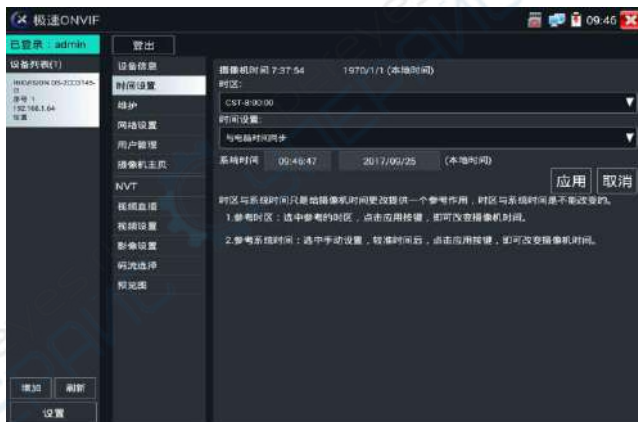 极速ONVIF
09:46
已登录：admin
登出
设备列表(1)
序号 1
192.168.1.64
位置
增加
刷新
设置
设备信息
时间设置
维护
网络设置
用户管理
摄像机主页
NVT
视频直播
视频设置
影像设置
码流选择
预览图
摄像机时间 7:37:54 1970/1/1 (本地时间)
时区：
CST-8:00:00
时间设置：
与电脑时间同步
系统时间 09:46:47 2017/09/25 (本地时间)
应用
取消
时区与系统时间只是给摄像机时间更改提供一个参考作用，时区与系统时间是不能改变的。
1.参考时区：选中参考的时区，点击应用按键，即可改变摄像机时间。
2.参考系统时间：选中手动设置，较准时间后，点击应用按键，即可改变摄像机时间。